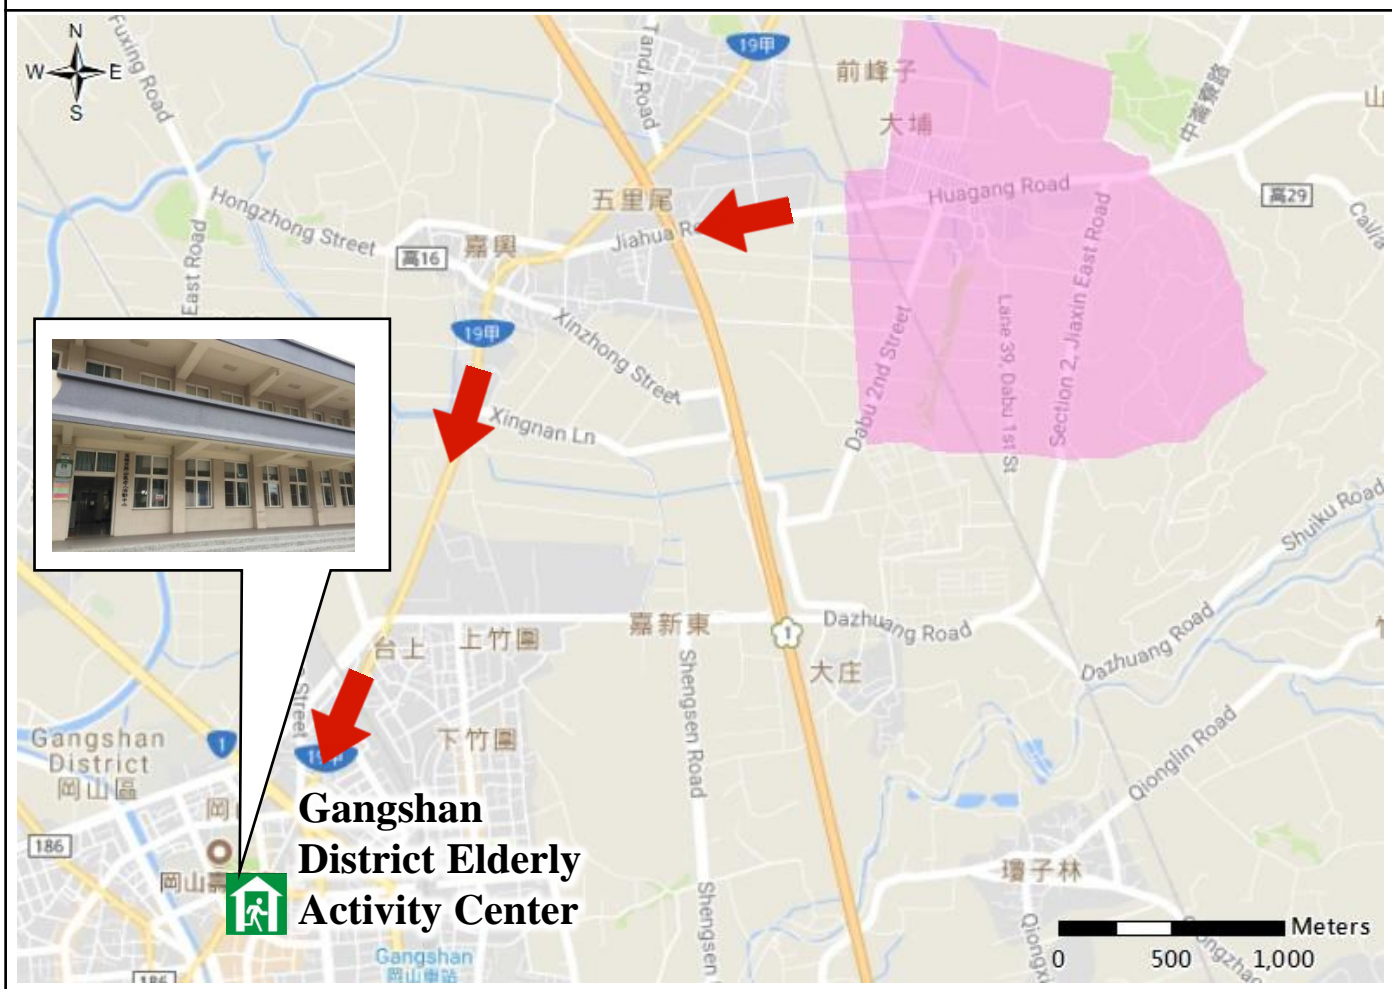 N
W
E
S
Fuxing Road
Tandi Road
19甲
前峰子
大埔
中崙寮路
五里尾
Huagang Road
高29
Hongzhong Street
嘉興
高16
East Road
19甲
Xinzhong Street
Xingnan Ln
Dabu 2nd Street
Lane 39, Dabu 1st St
Section 2, Jiaxin East Road
Shuiku Road
嘉新東
1
Dazhuang Road
大庄
Dazhuang Road
台上
上竹圍
Street
下竹圍
Shengsen Road
Qionglin Road
Gangshan
District
岡山區
1
186
Gangshan
District Elderly
Activity Center
瓊子林
Shengsen
Gangshan
岡山車站
186
Meters
0
500
1,000